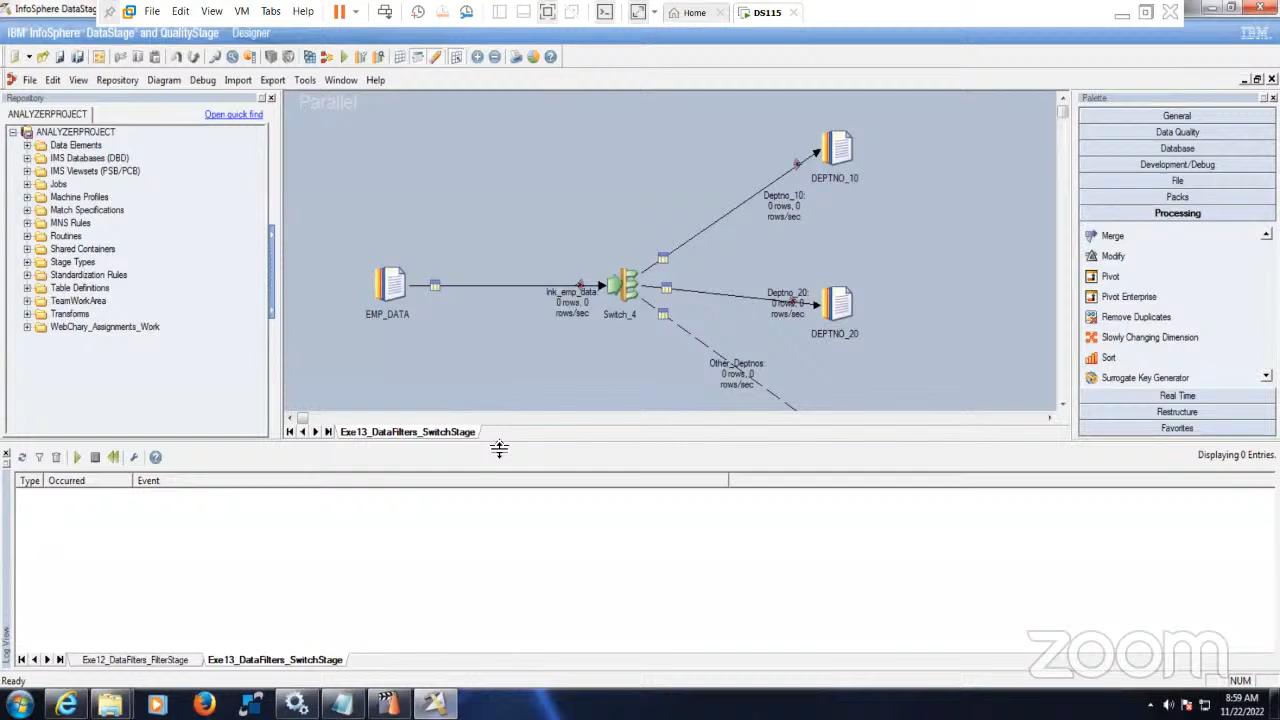 InfoSphere DataStag
File Edit View VM Tabs Help
Home
DS115
IBM InfoSphere DataStage® and QualityStage Designer
IBM
File Edit View Repository Diagram Debug Import Export Tools Window Help
Repository
ANALYZERPROJECT
Open quick find
ANALYZERPROJECT
Data Elements
IMS Databases (DBD)
IMS Viewsets (PSB/PCB)
Jobs
Machine Profiles
Match Specifications
MNS Rules
Routines
Shared Containers
Stage Types
Standardization Rules
Table Definitions
TeamWorkArea
Transforms
WebChary_Assignments_Work
Parallel
DEPTNO_10
Deptno_10:
0 rows, 0
rows/sec
EMP_DATA
lnk_emp_data:
0 rows, 0
rows/sec
Switch_4
Deptno_20:
0 rows, 0
rows/sec
DEPTNO_20
Other_Deptnos:
0 rows, 0
rows/sec
Exe13_DataFilters_SwitchStage
Palette
General
Data Quality
Database
Development/Debug
File
Packs
Processing
Merge
Modify
Pivot
Pivot Enterprise
Remove Duplicates
Slowly Changing Dimension
Sort
Surrogate Key Generator
Real Time
Restructure
Favorites
Displaying 0 Entries.
Type Occurred Event
Log View
Exe12_DataFilters_FilterStage Exe13_DataFilters_SwitchStage
zoom
Ready
NUM
8:59 AM
11/22/2022